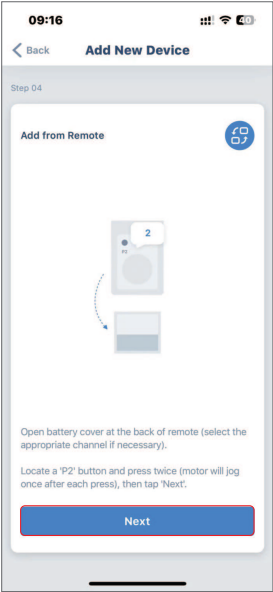 09:16
40
Back
Add New Device
Step 04
Add from Remote
2
P2
Open battery cover at the back of remote (select the
appropriate channel if necessary).
Locate a 'P2' button and press twice (motor will jog
once after each press), then tap 'Next'.
Next